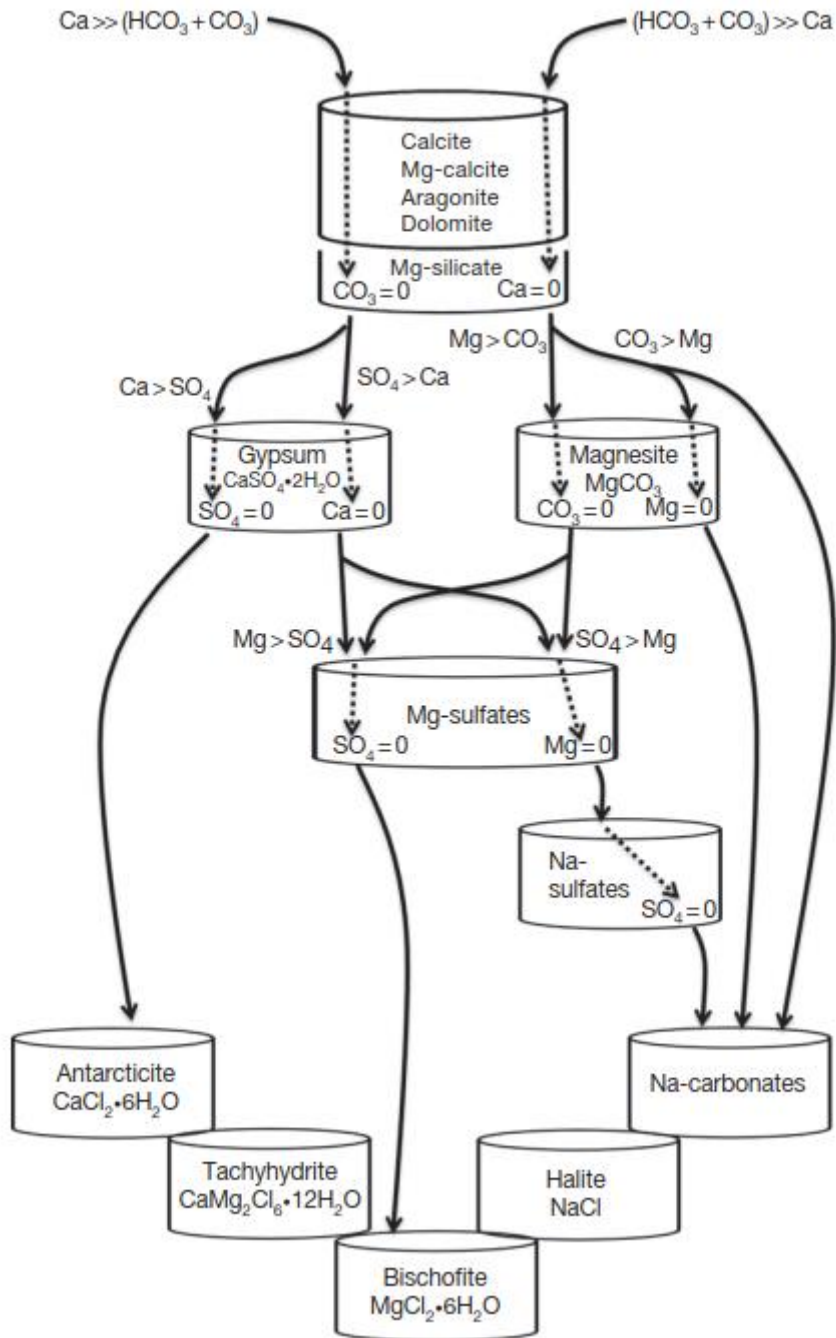 Ca >> (HCO₃ + CO₃)
(HCO₃ + CO₃) >> Ca
Calcite
Mg-calcite
Aragonite
Dolomite
Mg-silicate
CO₃ = 0
Ca = 0
Ca > SO₄
SO₄ > Ca
Mg > CO₃
CO₃ > Mg
Gypsum
CaSO₄•2H₂O
SO₄ = 0
Ca = 0
Magnesite
MgCO₃
CO₃ = 0
Mg = 0
Mg > SO₄
SO₄ > Mg
Mg-sulfates
SO₄ = 0
Mg = 0
Na-
sulfates
SO₄ = 0
Antarcticite
CaCl₂•6H₂O
Na-carbonates
Tachyhydrite
CaMg₂Cl₆•12H₂O
Halite
NaCl
Bischofite
MgCl₂•6H₂O